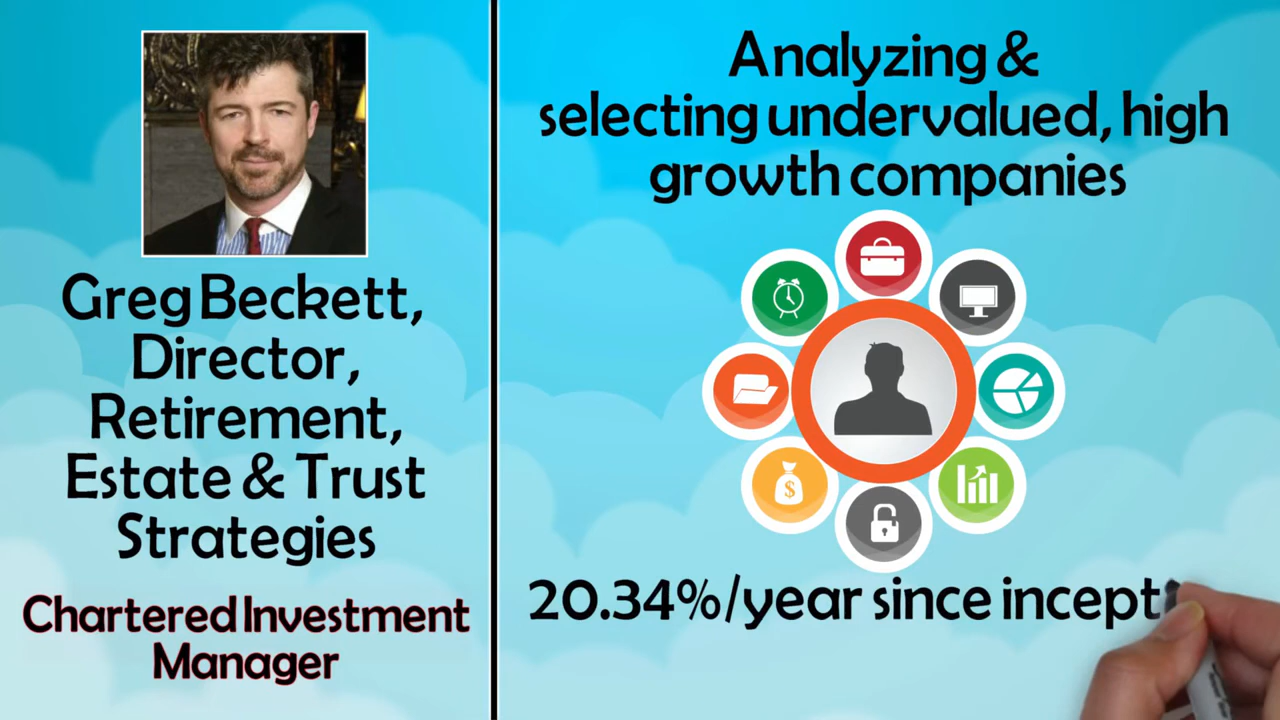 Greg Beckett,
Director,
Retirement,
Estate & Trust
Strategies
Chartered Investment
Manager
Analyzing &
selecting undervalued, high
growth companies
$
20.34%/year since incept